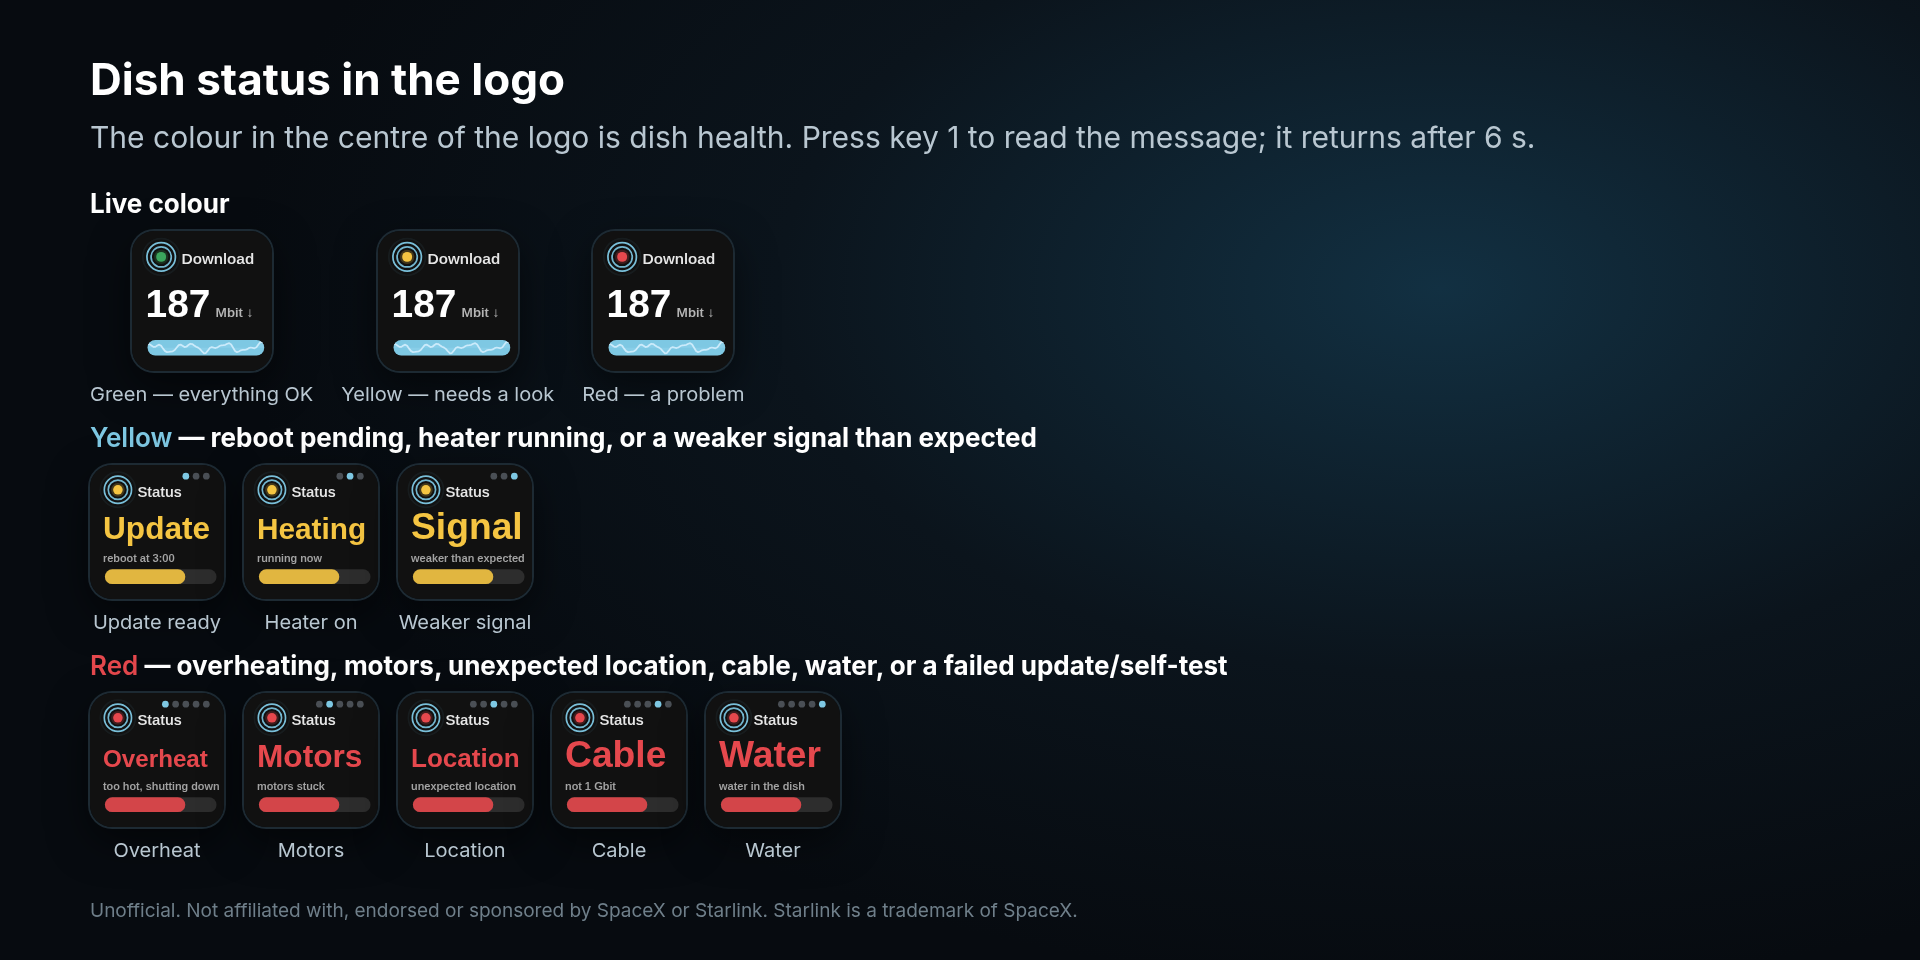 Dish status in the logo
The colour in the centre of the logo is dish health. Press key 1 to read the message; it returns after 6 s.
Live colour
Download
187 Mbit ↓
Download
187 Mbit ↓
Download
187 Mbit ↓
Green — everything OK
Yellow — needs a look
Red — a problem
Yellow — reboot pending, heater running, or a weaker signal than expected
Status
Update
reboot at 3:00
Status
Heating
running now
Status
Signal
weaker than expected
Update ready
Heater on
Weaker signal
Red — overheating, motors, unexpected location, cable, water, or a failed update/self-test
Status
Overheat
too hot, shutting down
Status
Motors
motors stuck
Status
Location
unexpected location
Status
Cable
not 1 Gbit
Status
Water
water in the dish
Overheat
Motors
Location
Cable
Water
Unofficial. Not affiliated with, endorsed or sponsored by SpaceX or Starlink. Starlink is a trademark of SpaceX.